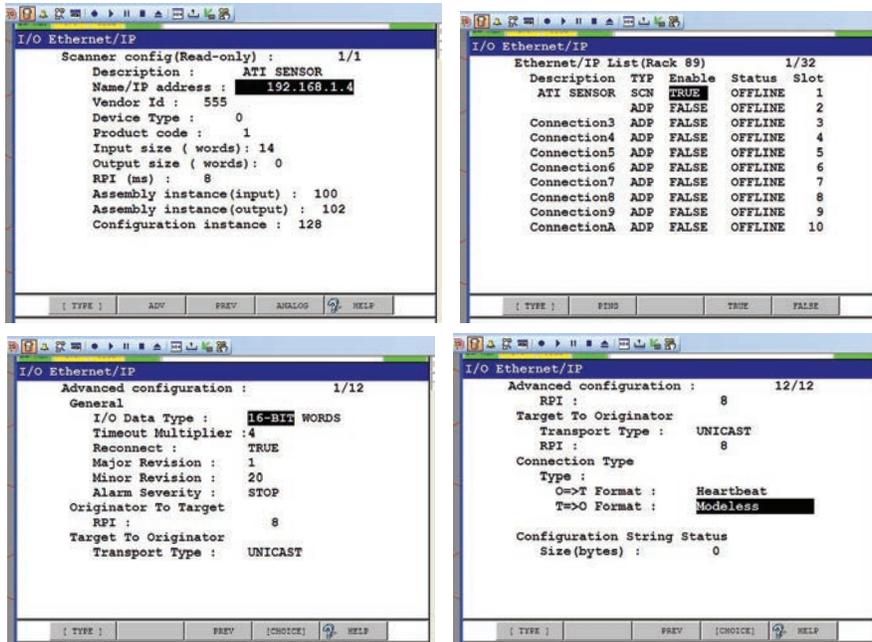 I/O Ethernet/IP
Scanner config(Read-only) : 1/1
Description : ATI SENSOR
Name/IP address : 192.168.1.4
Vendor Id : 555
Device Type : 0
Product code : 1
Input size ( words): 14
Output size ( words): 0
RPI (ms) : 8
Assembly instance(input) : 100
Assembly instance(output) : 102
Configuration instance : 128
[ TYPE ] ADV PREV ANALOG HELP
I/O Ethernet/IP
Ethernet/IP List(Rack 89) 1/32
Description TYP Enable Status Slot
ATI SENSOR SCN TRUE OFFLINE 1
ADP FALSE OFFLINE 2
Connection3 ADP FALSE OFFLINE 3
Connection4 ADP FALSE OFFLINE 4
Connection5 ADP FALSE OFFLINE 5
Connection6 ADP FALSE OFFLINE 6
Connection7 ADP FALSE OFFLINE 7
Connection8 ADP FALSE OFFLINE 8
Connection9 ADP FALSE OFFLINE 9
ConnectionA ADP FALSE OFFLINE 10
[ TYPE ] PING TRUE FALSE
I/O Ethernet/IP
Advanced configuration : 1/12
General
I/O Data Type : 16-BIT WORDS
Timeout Multiplier :4
Reconnect : TRUE
Major Revision : 1
Minor Revision : 20
Alarm Severity : STOP
Originator To Target
RPI : 8
Target To Originator
Transport Type : UNICAST
[ TYPE ] PREV [CHOICE] HELP
I/O Ethernet/IP
Advanced configuration : 12/12
RPI : 8
Target To Originator
Transport Type : UNICAST
RPI : 8
Connection Type
Type :
O=>T Format : Heartbeat
T=>O Format : Modeless
Configuration String Status
Size(bytes) : 0
[ TYPE ] PREV [CHOICE] HELP